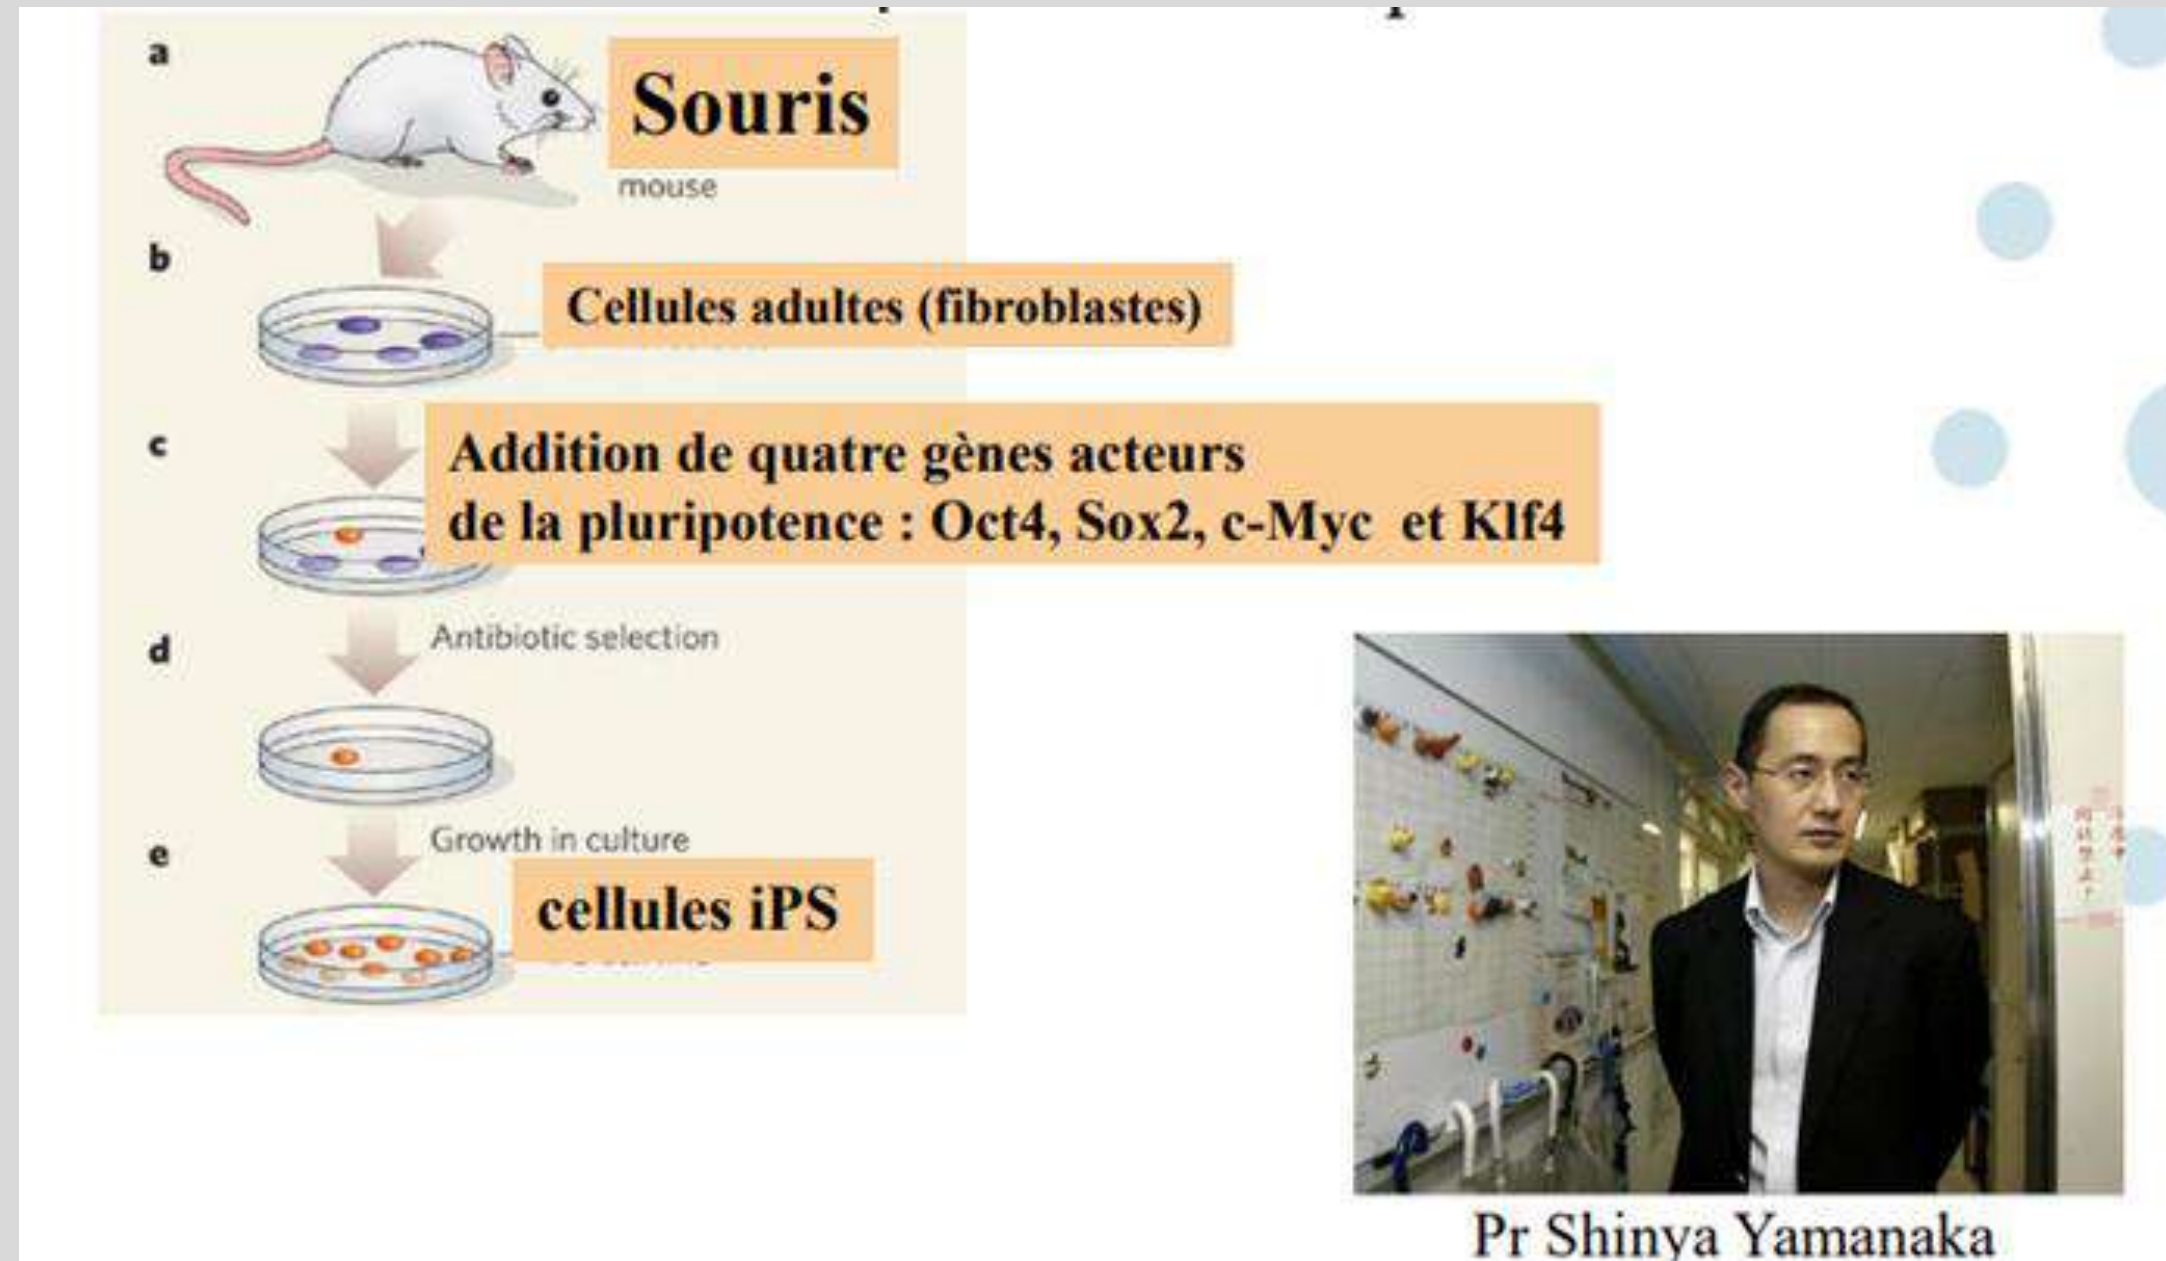 a
Souris
mouse
b
Cellules adultes (fibroblastes)
c
Addition de quatre gènes acteurs
de la pluripotence : Oct4, Sox2, c-Myc et Klf4
d
Antibiotic selection
e
Growth in culture
cellules iPS
Pr Shinya Yamanaka